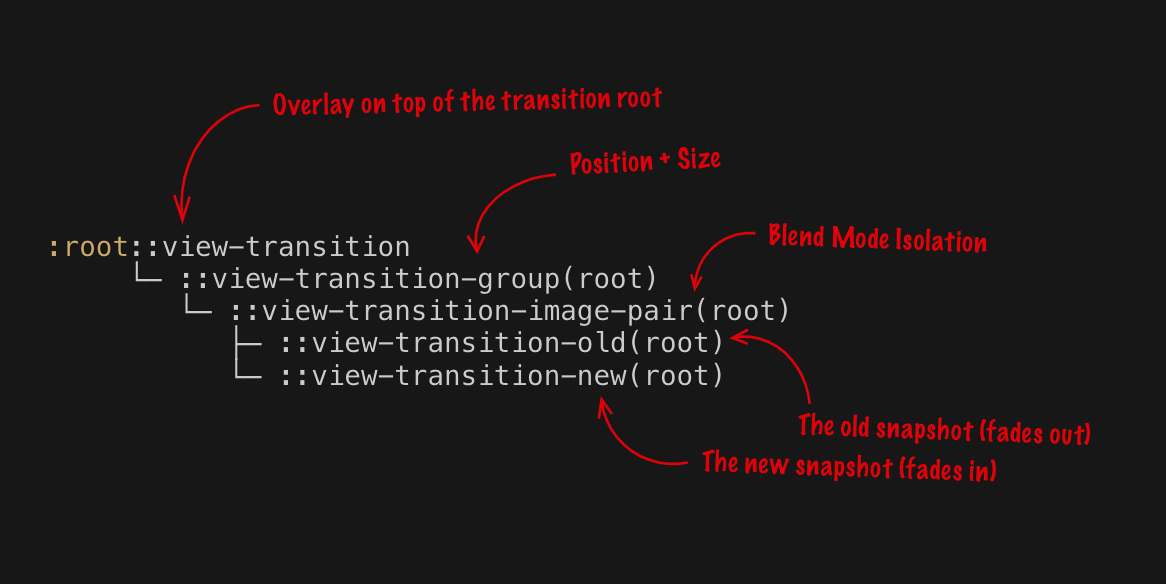 Overlay on top of the transition root
Position + Size
:root::view-transition
Blend Mode Isolation
└─ ::view-transition-group(root)
└─ ::view-transition-image-pair(root)
├─ ::view-transition-old(root)
└─ ::view-transition-new(root)
The old snapshot (fades out)
The new snapshot (fades in)